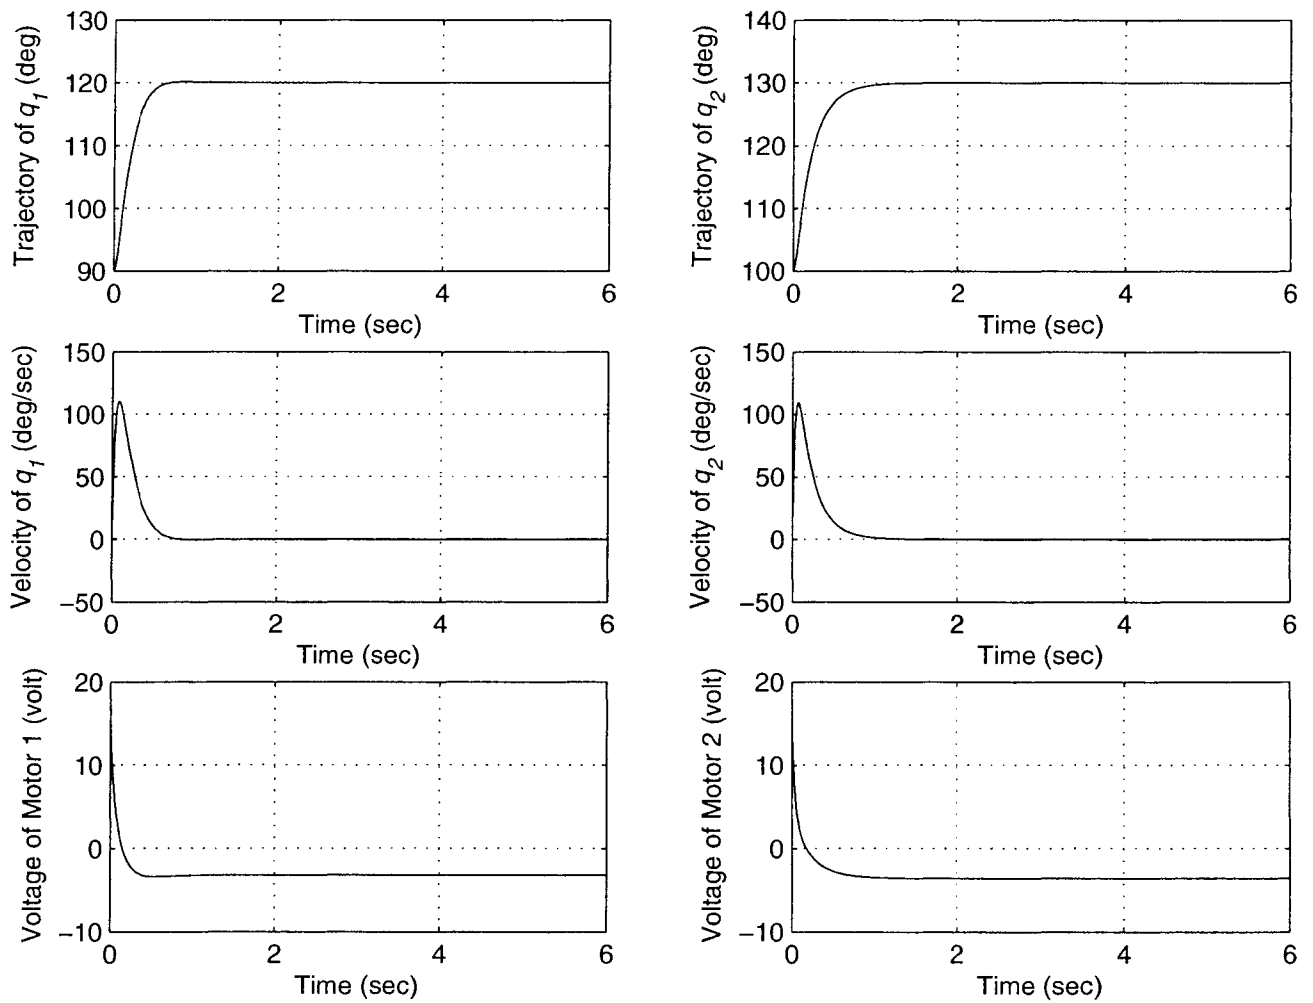 Trajectory of q1 (deg)
130
120
110
100
90
0 2 4 6
Time (sec)
Trajectory of q2 (deg)
140
130
120
110
100
0 2 4 6
Time (sec)
Velocity of q1 (deg/sec)
150
100
50
0
−50
0 2 4 6
Time (sec)
Velocity of q2 (deg/sec)
150
100
50
0
−50
0 2 4 6
Time (sec)
Voltage of Motor 1 (volt)
20
10
0
−10
0 2 4 6
Time (sec)
Voltage of Motor 2 (volt)
20
10
0
−10
0 2 4 6
Time (sec)